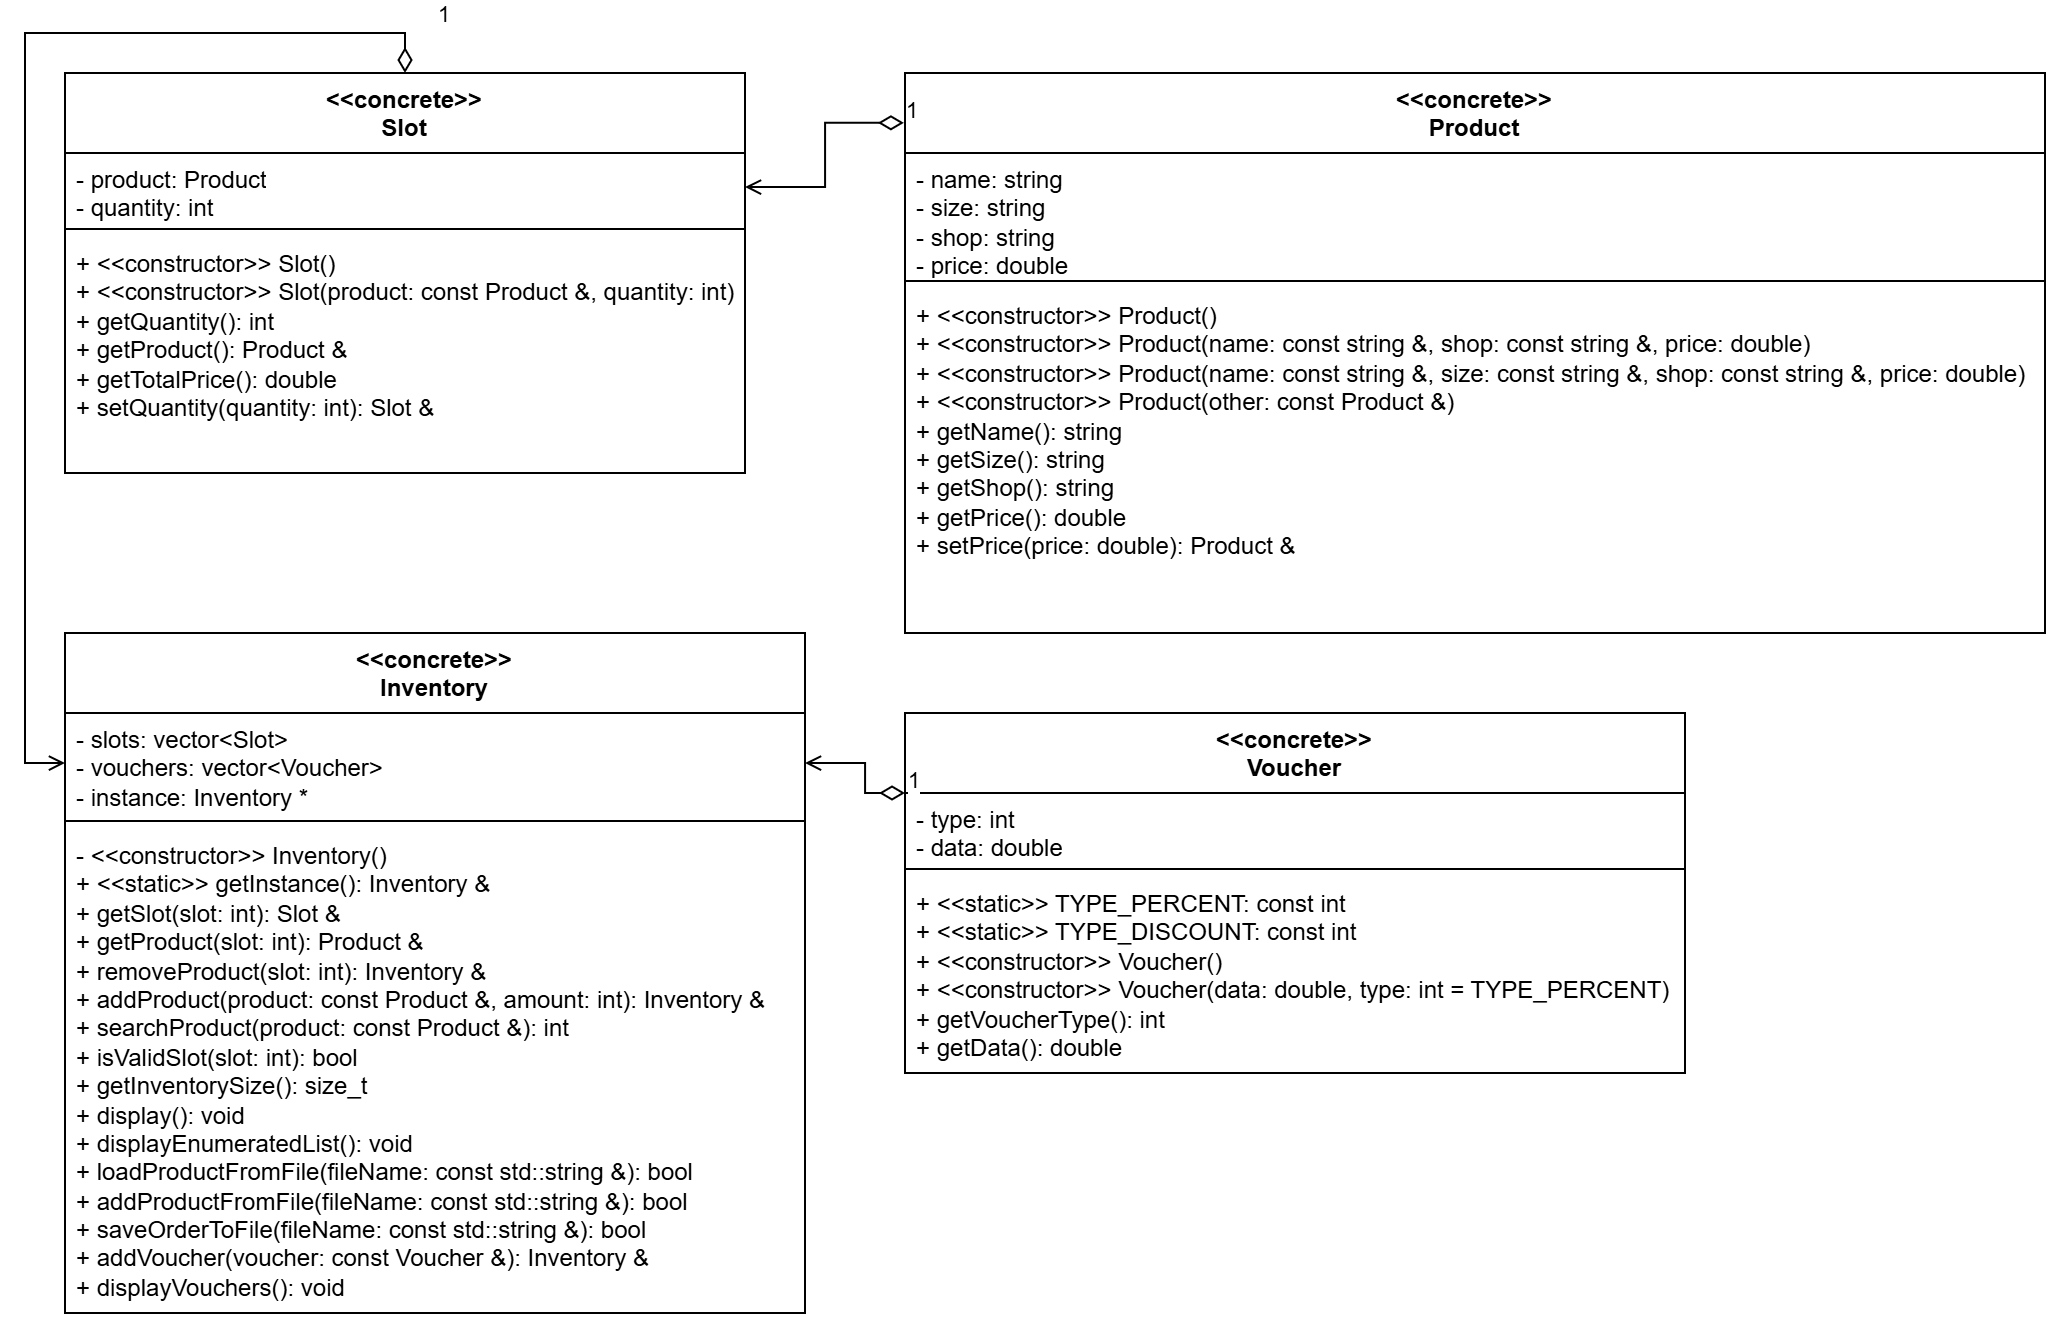 1
<<concrete>>
Slot
- product: Product
- quantity: int
+ <<constructor>> Slot()
+ <<constructor>> Slot(product: const Product &, quantity: int)
+ getQuantity(): int
+ getProduct(): Product &
+ getTotalPrice(): double
+ setQuantity(quantity: int): Slot &
1
<<concrete>>
Product
- name: string
- size: string
- shop: string
- price: double
+ <<constructor>> Product()
+ <<constructor>> Product(name: const string &, shop: const string &, price: double)
+ <<constructor>> Product(name: const string &, size: const string &, shop: const string &, price: double)
+ <<constructor>> Product(other: const Product &)
+ getName(): string
+ getSize(): string
+ getShop(): string
+ getPrice(): double
+ setPrice(price: double): Product &
<<concrete>>
Inventory
- slots: vector<Slot>
- vouchers: vector<Voucher>
- instance: Inventory *
- <<constructor>> Inventory()
+ <<static>> getInstance(): Inventory &
+ getSlot(slot: int): Slot &
+ getProduct(slot: int): Product &
+ removeProduct(slot: int): Inventory &
+ addProduct(product: const Product &, amount: int): Inventory &
+ searchProduct(product: const Product &): int
+ isValidSlot(slot: int): bool
+ getInventorySize(): size_t
+ display(): void
+ displayEnumeratedList(): void
+ loadProductFromFile(fileName: const std::string &): bool
+ addProductFromFile(fileName: const std::string &): bool
+ saveOrderToFile(fileName: const std::string &): bool
+ addVoucher(voucher: const Voucher &): Inventory &
+ displayVouchers(): void
<<concrete>>
Voucher
1
- type: int
- data: double
+ <<static>> TYPE_PERCENT: const int
+ <<static>> TYPE_DISCOUNT: const int
+ <<constructor>> Voucher()
+ <<constructor>> Voucher(data: double, type: int = TYPE_PERCENT)
+ getVoucherType(): int
+ getData(): double